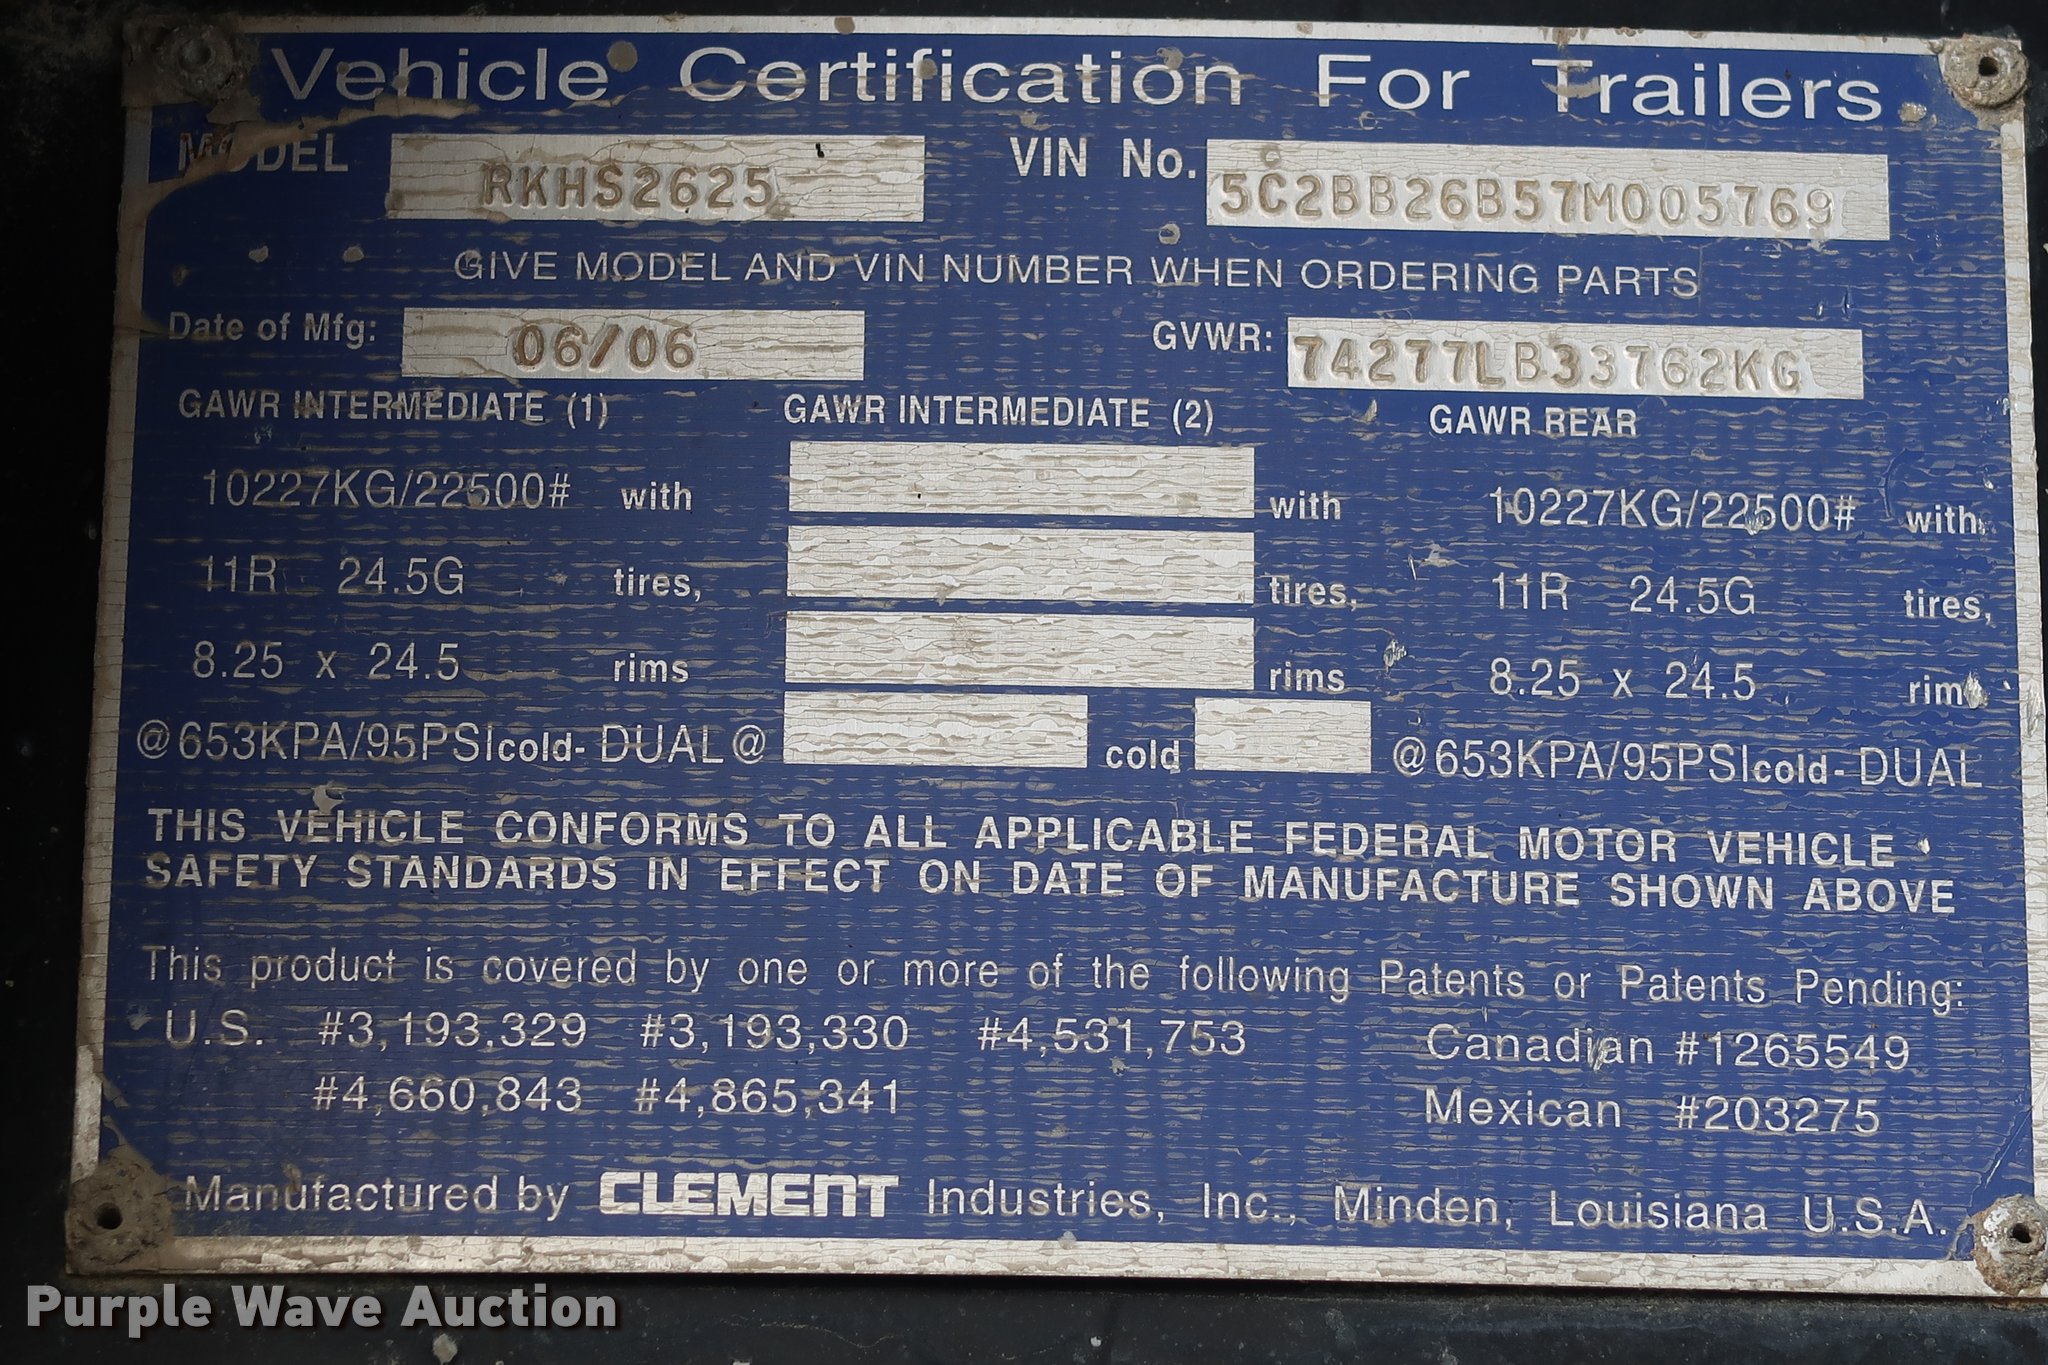 Vehicle Certification For Trailers
MODEL RKHS2625 VIN No. 5C2BB26B57M005769
GIVE MODEL AND VIN NUMBER WHEN ORDERING PARTS
Date of Mfg: 06/06 GVWR: 74277LB33762KG
GAWR INTERMEDIATE (1) GAWR INTERMEDIATE (2) GAWR REAR
10227KG/22500# with with 10227KG/22500# with
11R 24.5G tires, tires, 11R 24.5G tires,
8.25 x 24.5 rims rims 8.25 x 24.5 rims
@653KPA/95PSIcold- DUAL@ cold @653KPA/95PSIcold- DUAL
THIS VEHICLE CONFORMS TO ALL APPLICABLE FEDERAL MOTOR VEHICLE
SAFETY STANDARDS IN EFFECT ON DATE OF MANUFACTURE SHOWN ABOVE
This product is covered by one or more of the following Patents or Patents Pending:
U.S. #3,193,329 #3,193,330 #4,531,753 Canadian #1265549
#4,660,843 #4,865,341 Mexican #203275
Manufactured by CLEMENT Industries, Inc., Minden, Louisiana U.S.A.
Purple Wave Auction